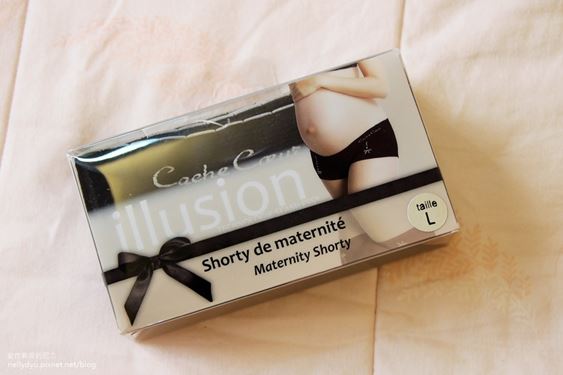 Cache Cœur
illusion
Shorty de maternité
Maternity Shorty
taille
L
nellydyu.pixnet.net/blog